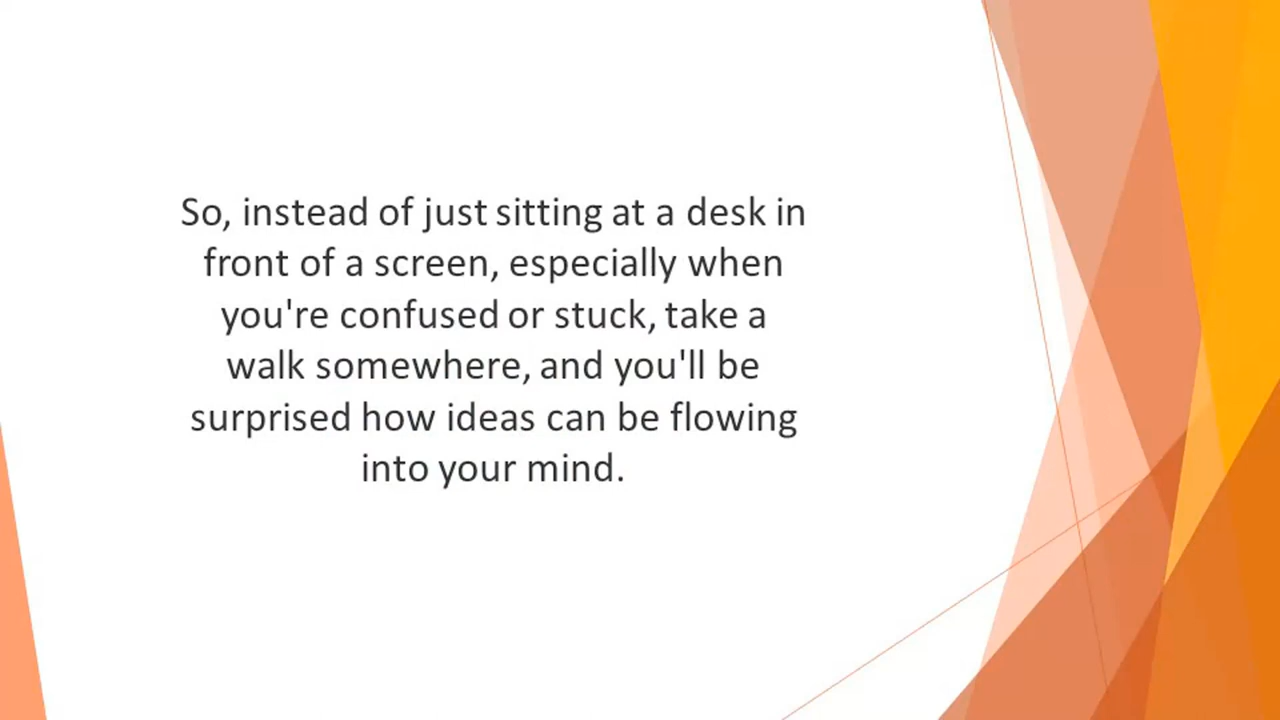 So, instead of just sitting at a desk in
front of a screen, especially when
you're confused or stuck, take a
walk somewhere, and you'll be
surprised how ideas can be flowing
into your mind.